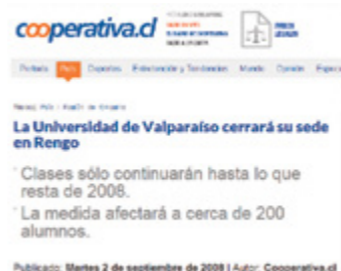 cooperativa.cl
Portada País Deportes Entretención y Tendencias Mundo Opinión
La Universidad de Valparaíso cerrará su sede
en Rengo
Clases sólo continuarán hasta lo que
resta de 2008.
La medida afectará a cerca de 200
alumnos.
Publicado: Martes 2 de septiembre de 2008 | Autor: Cooperativa.cl